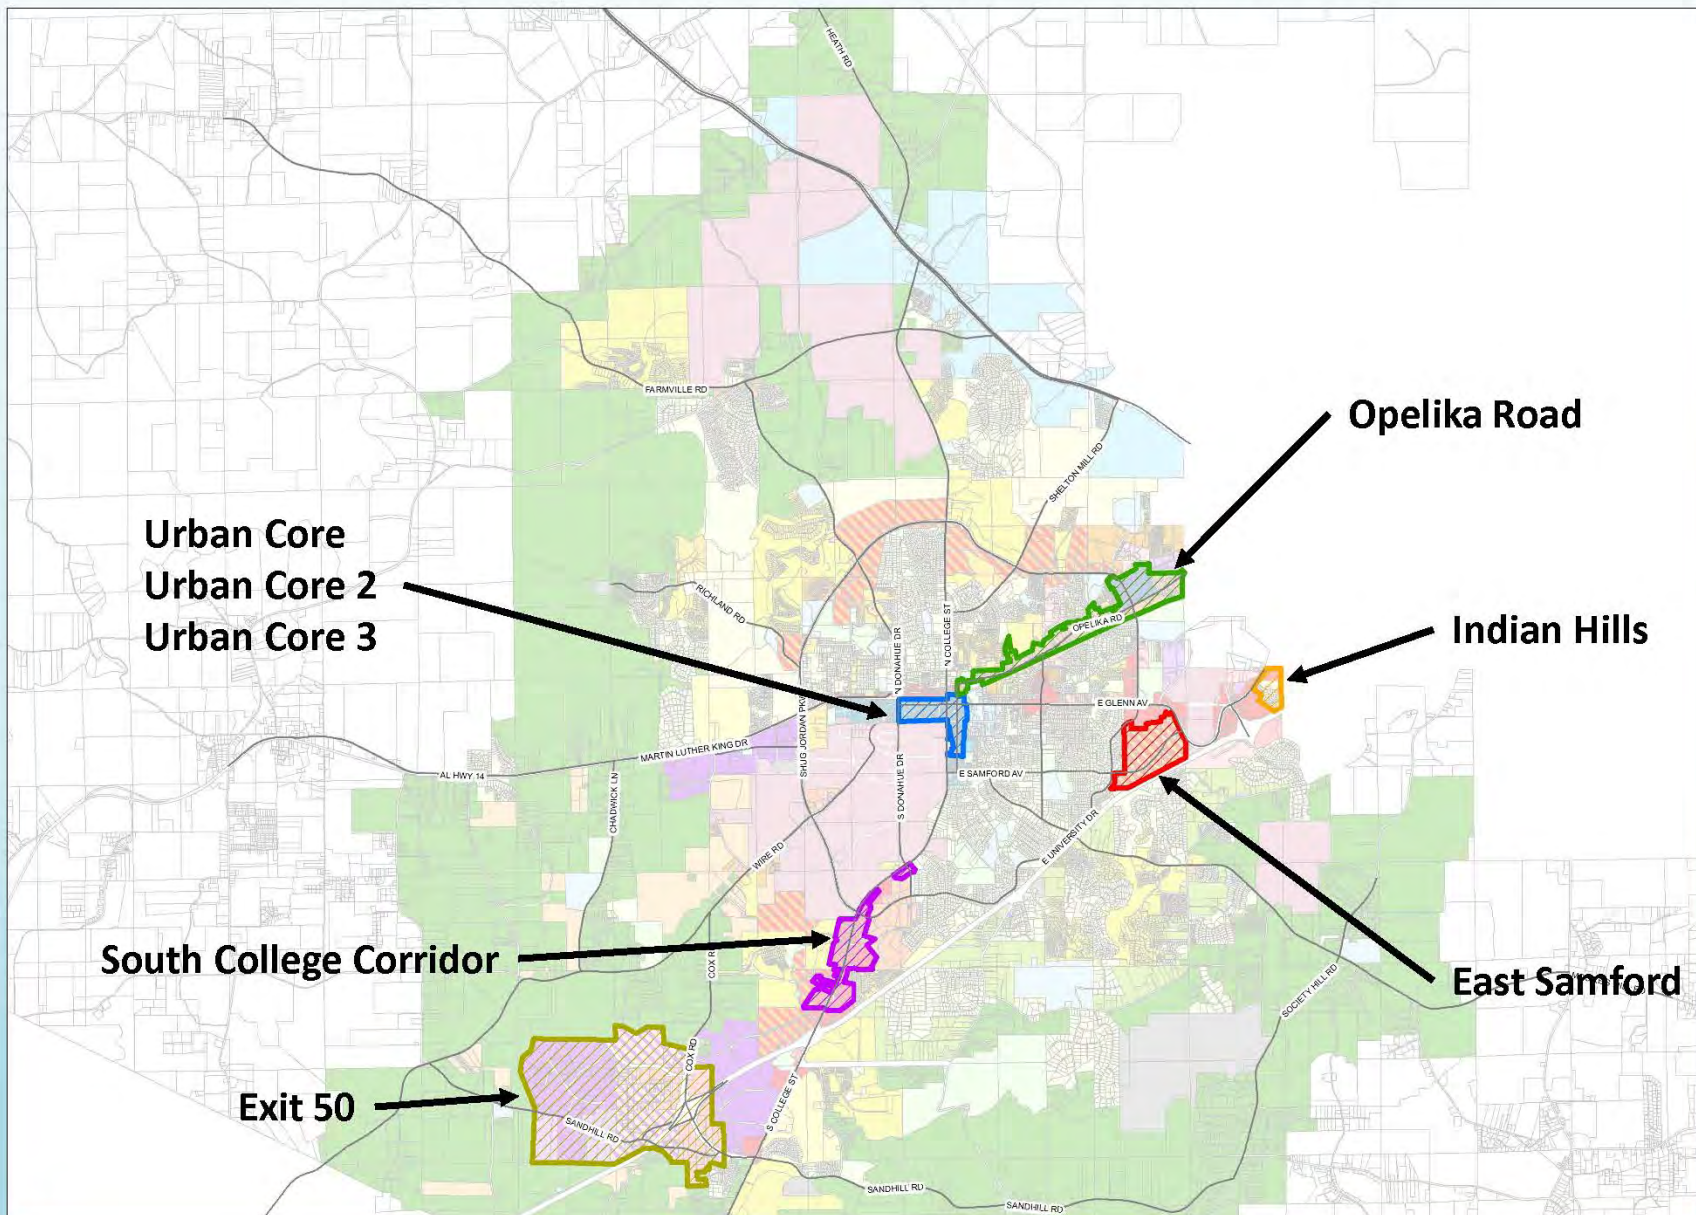 HEATH RD
FARMVILLE RD
Opelika Road
SHELTON MILL RD
Urban Core
Urban Core 2
Urban Core 3
RICHLAND RD
N DONAHUE DR
N COLLEGE ST
OPELIKA RD
Indian Hills
SHUG JORDAN PKW
E GLENN AV
MARTIN LUTHER KING DR
AL HWY 14
CHADWICK LN
S DONAHUE DR
E SAMFORD AV
E UNIVERSITY DR
WIRE RD
South College Corridor
COX R
East Samford
SOCIETY HILL RD
Exit 50
COX RD
SANDHILL RD
S COLLEGE ST
SANDHILL RD
SANDHILL RD